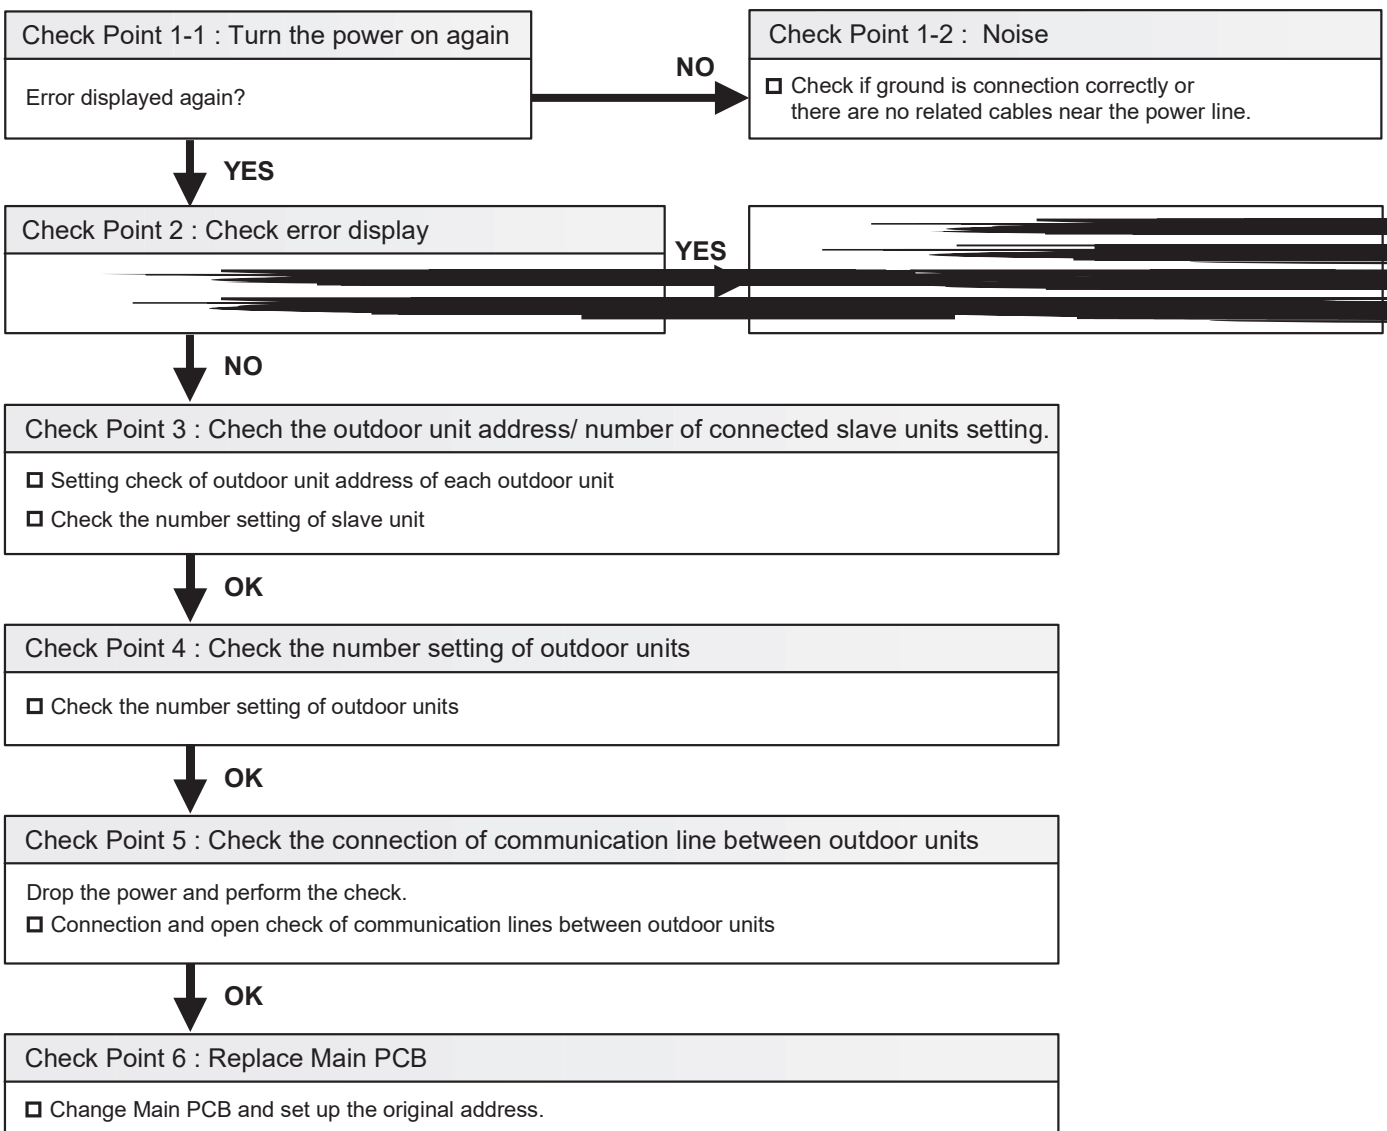 Check Point 1-1 : Turn the power on again
Error displayed again?
NO
Check Point 1-2 : Noise
Check if ground is connection correctly or
there are no related cables near the power line.
YES
Check Point 2 : Check error display
YES
NO
Check Point 3 : Chech the outdoor unit address/ number of connected slave units setting.
Setting check of outdoor unit address of each outdoor unit
Check the number setting of slave unit
OK
Check Point 4 : Check the number setting of outdoor units
Check the number setting of outdoor units
OK
Check Point 5 : Check the connection of communication line between outdoor units
Drop the power and perform the check.
Connection and open check of communication lines between outdoor units
OK
Check Point 6 : Replace Main PCB
Change Main PCB and set up the original address.